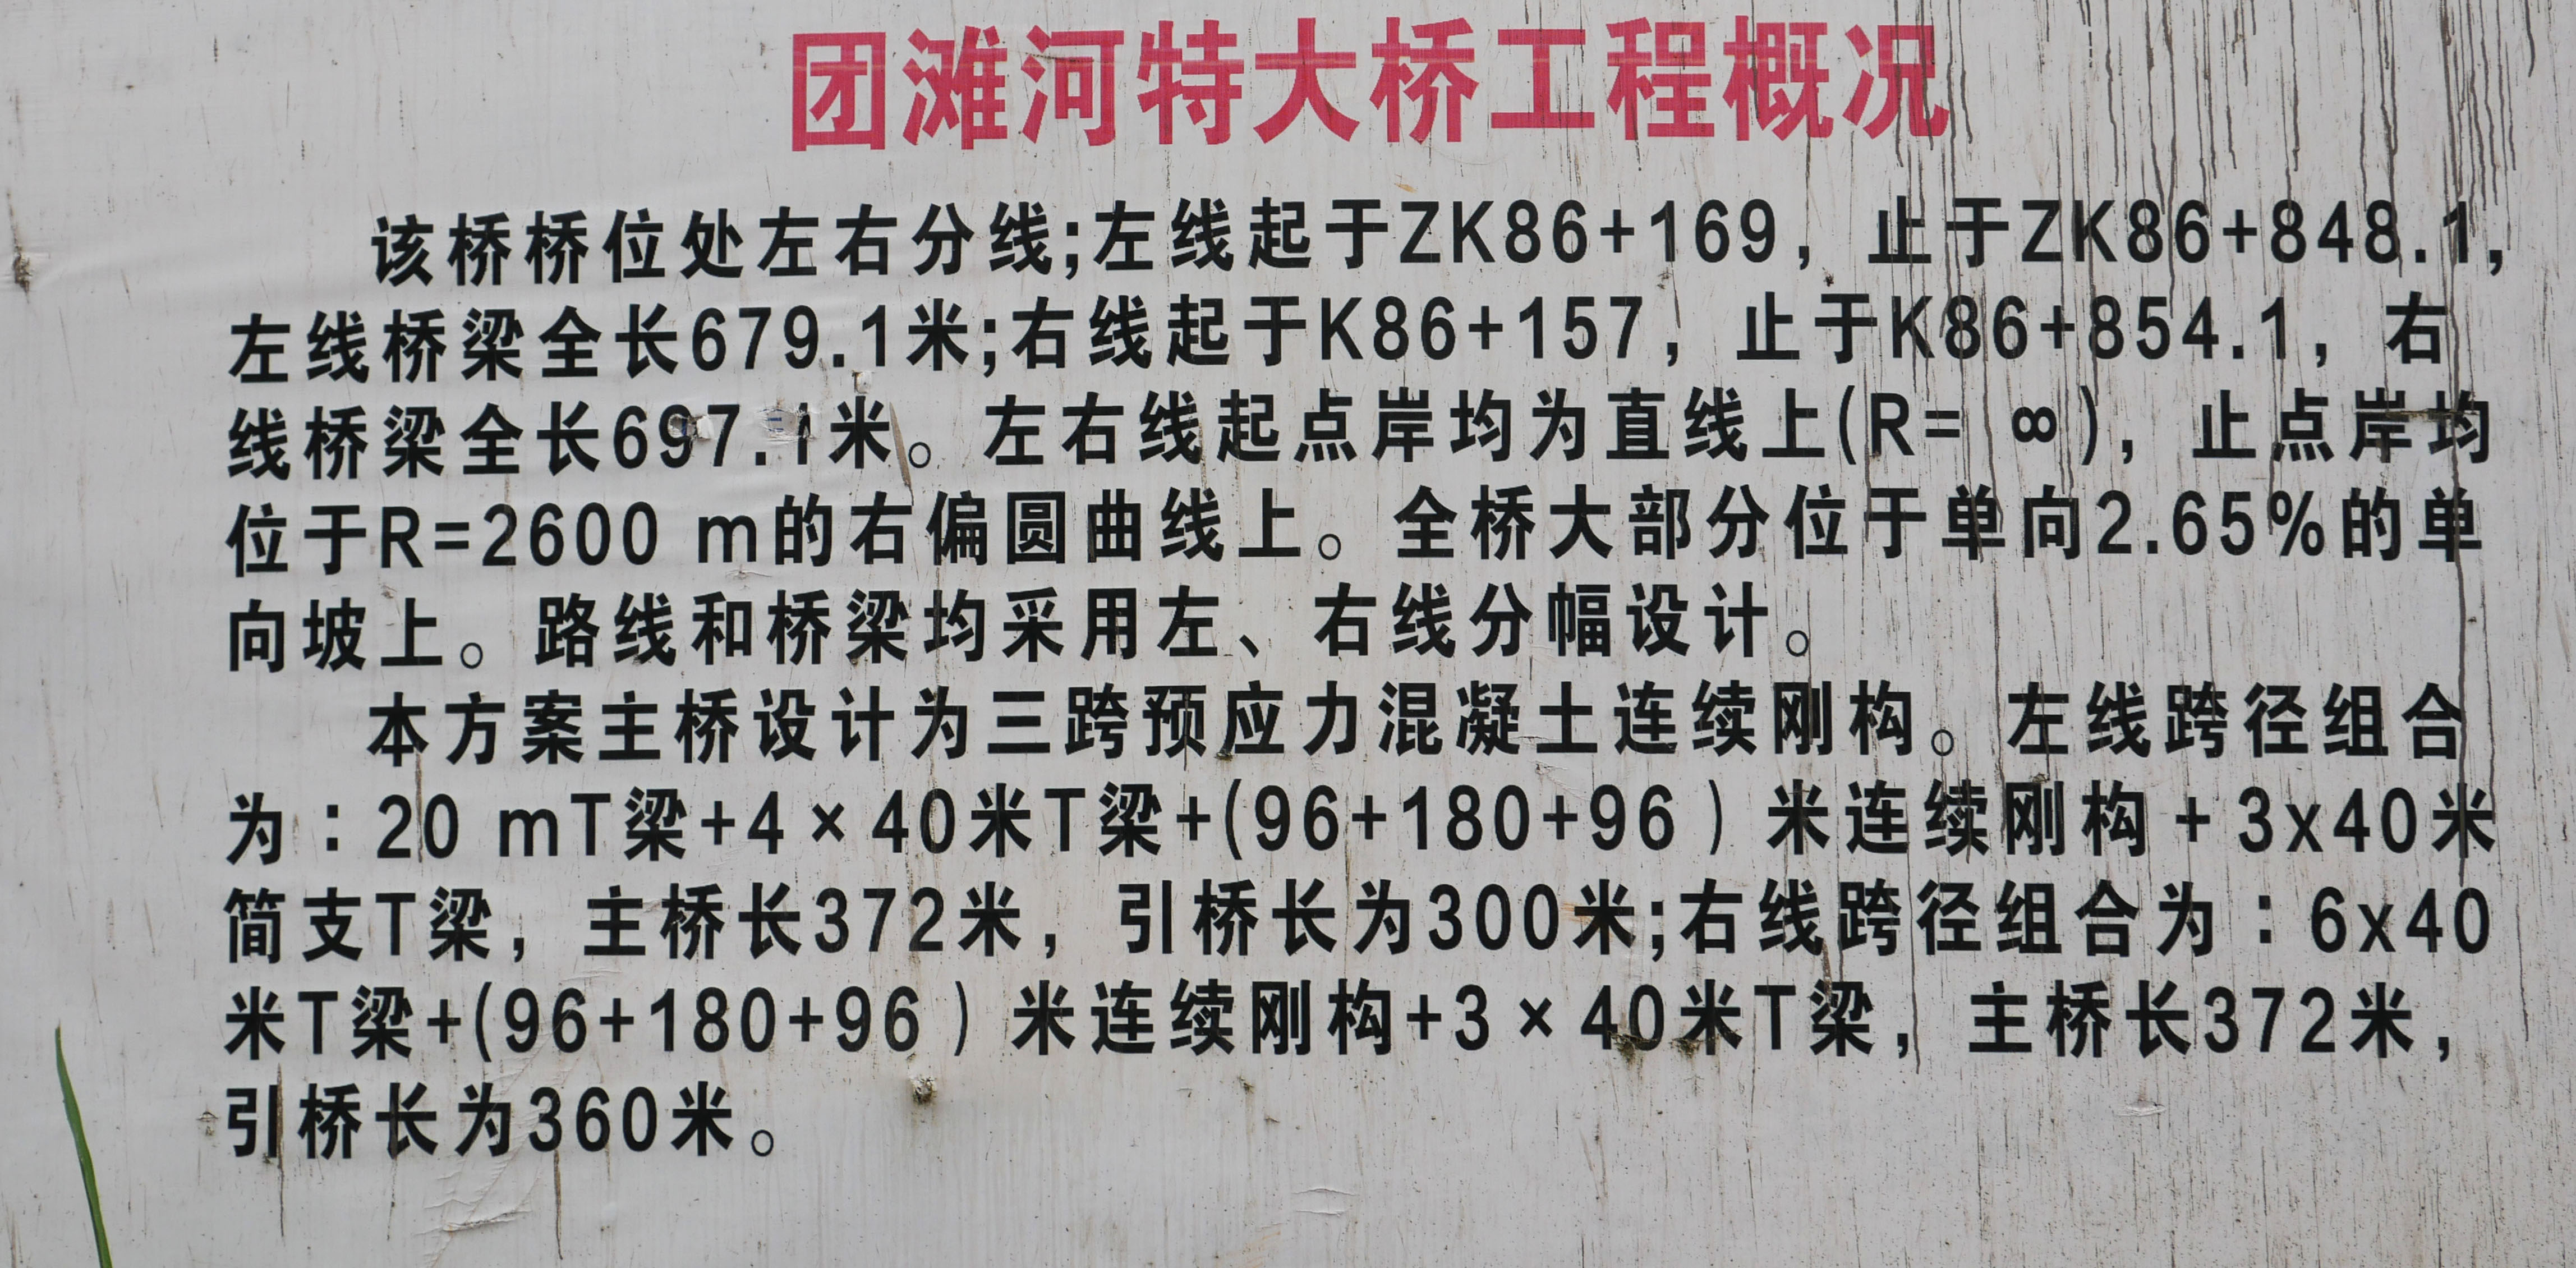 团滩河特大桥工程概况
该桥桥位处左右分线;左线起于ZK86+169，止于ZK86+848.1,
左线桥梁全长679.1米;右线起于K86+157，止于K86+854.1，右
线桥梁全长697.1米。左右线起点岸均为直线上(R= ∞)，止点岸均
位于R=2600 m的右偏圆曲线上。全桥大部分位于单向2.65%的单
向坡上。路线和桥梁均采用左、右线分幅设计。
本方案主桥设计为三跨预应力混凝土连续刚构。左线跨径组合
为：20 mT梁+4×40米T梁+(96+180+96）米连续刚构+3x40米
简支T梁，主桥长372米，引桥长为300米;右线跨径组合为：6x40
米T梁+(96+180+96）米连续刚构+3×40米T梁，主桥长372米，
引桥长为360米。